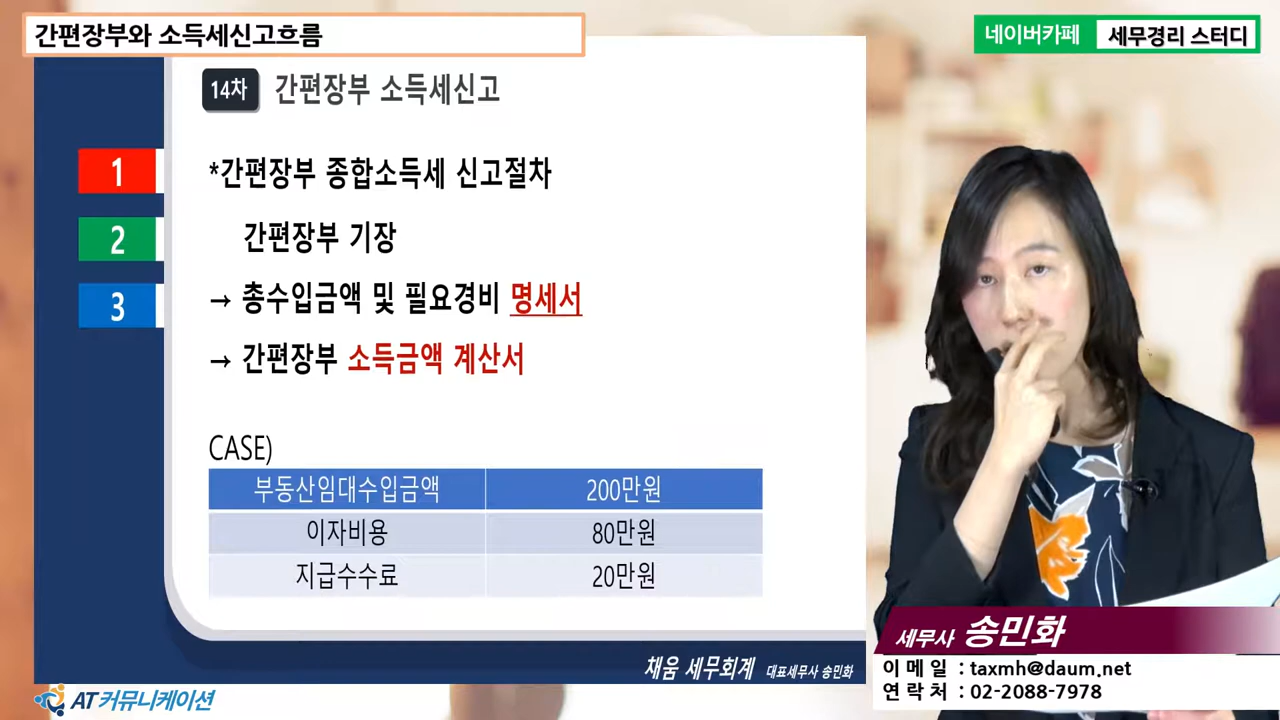 간편장부와 소득세신고흐름
네이버카페 세무경리 스터디
14차 간편장부 소득세신고
1
2
3
*간편장부 종합소득세 신고절차
간편장부 기장
→ 총수입금액 및 필요경비 명세서
→ 간편장부 소득금액 계산서
CASE)
부동산임대수입금액 200만원
이자비용 80만원
지급수수료 20만원
채움 세무회계 대표세무사 송민화
세무사 송민화
이 메 일 : taxmh@daum.net
연 락 처 : 02-2088-7978
AT커뮤니케이션